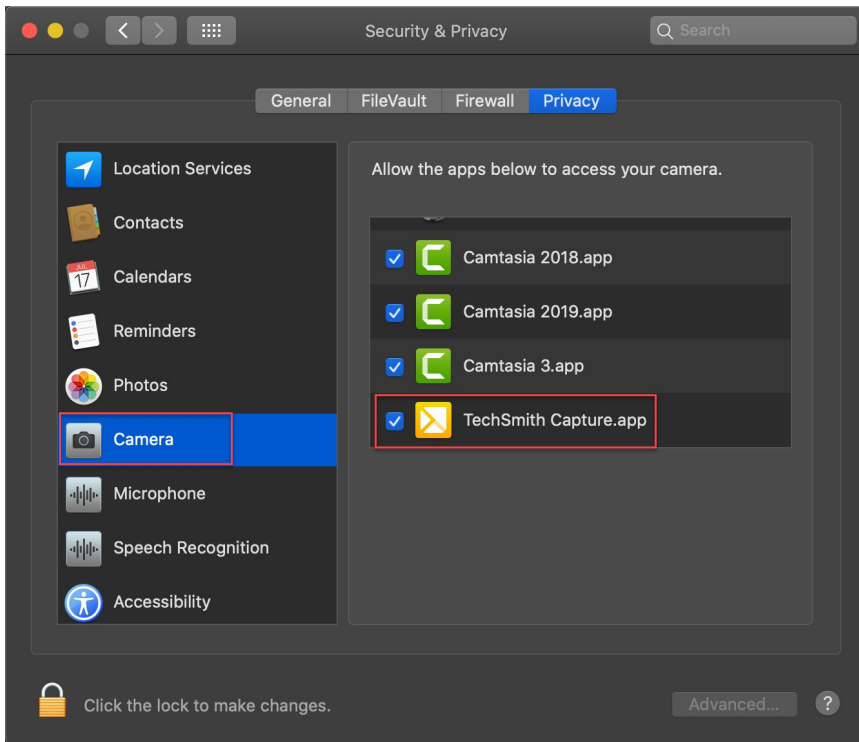 Security & Privacy
Search
General
FileVault
Firewall
Privacy
Location Services
Contacts
JUL
17
Calendars
Reminders
Photos
Camera
Microphone
Speech Recognition
Accessibility
Allow the apps below to access your camera.
Camtasia 2018.app
Camtasia 2019.app
Camtasia 3.app
TechSmith Capture.app
Click the lock to make changes.
Advanced...
?